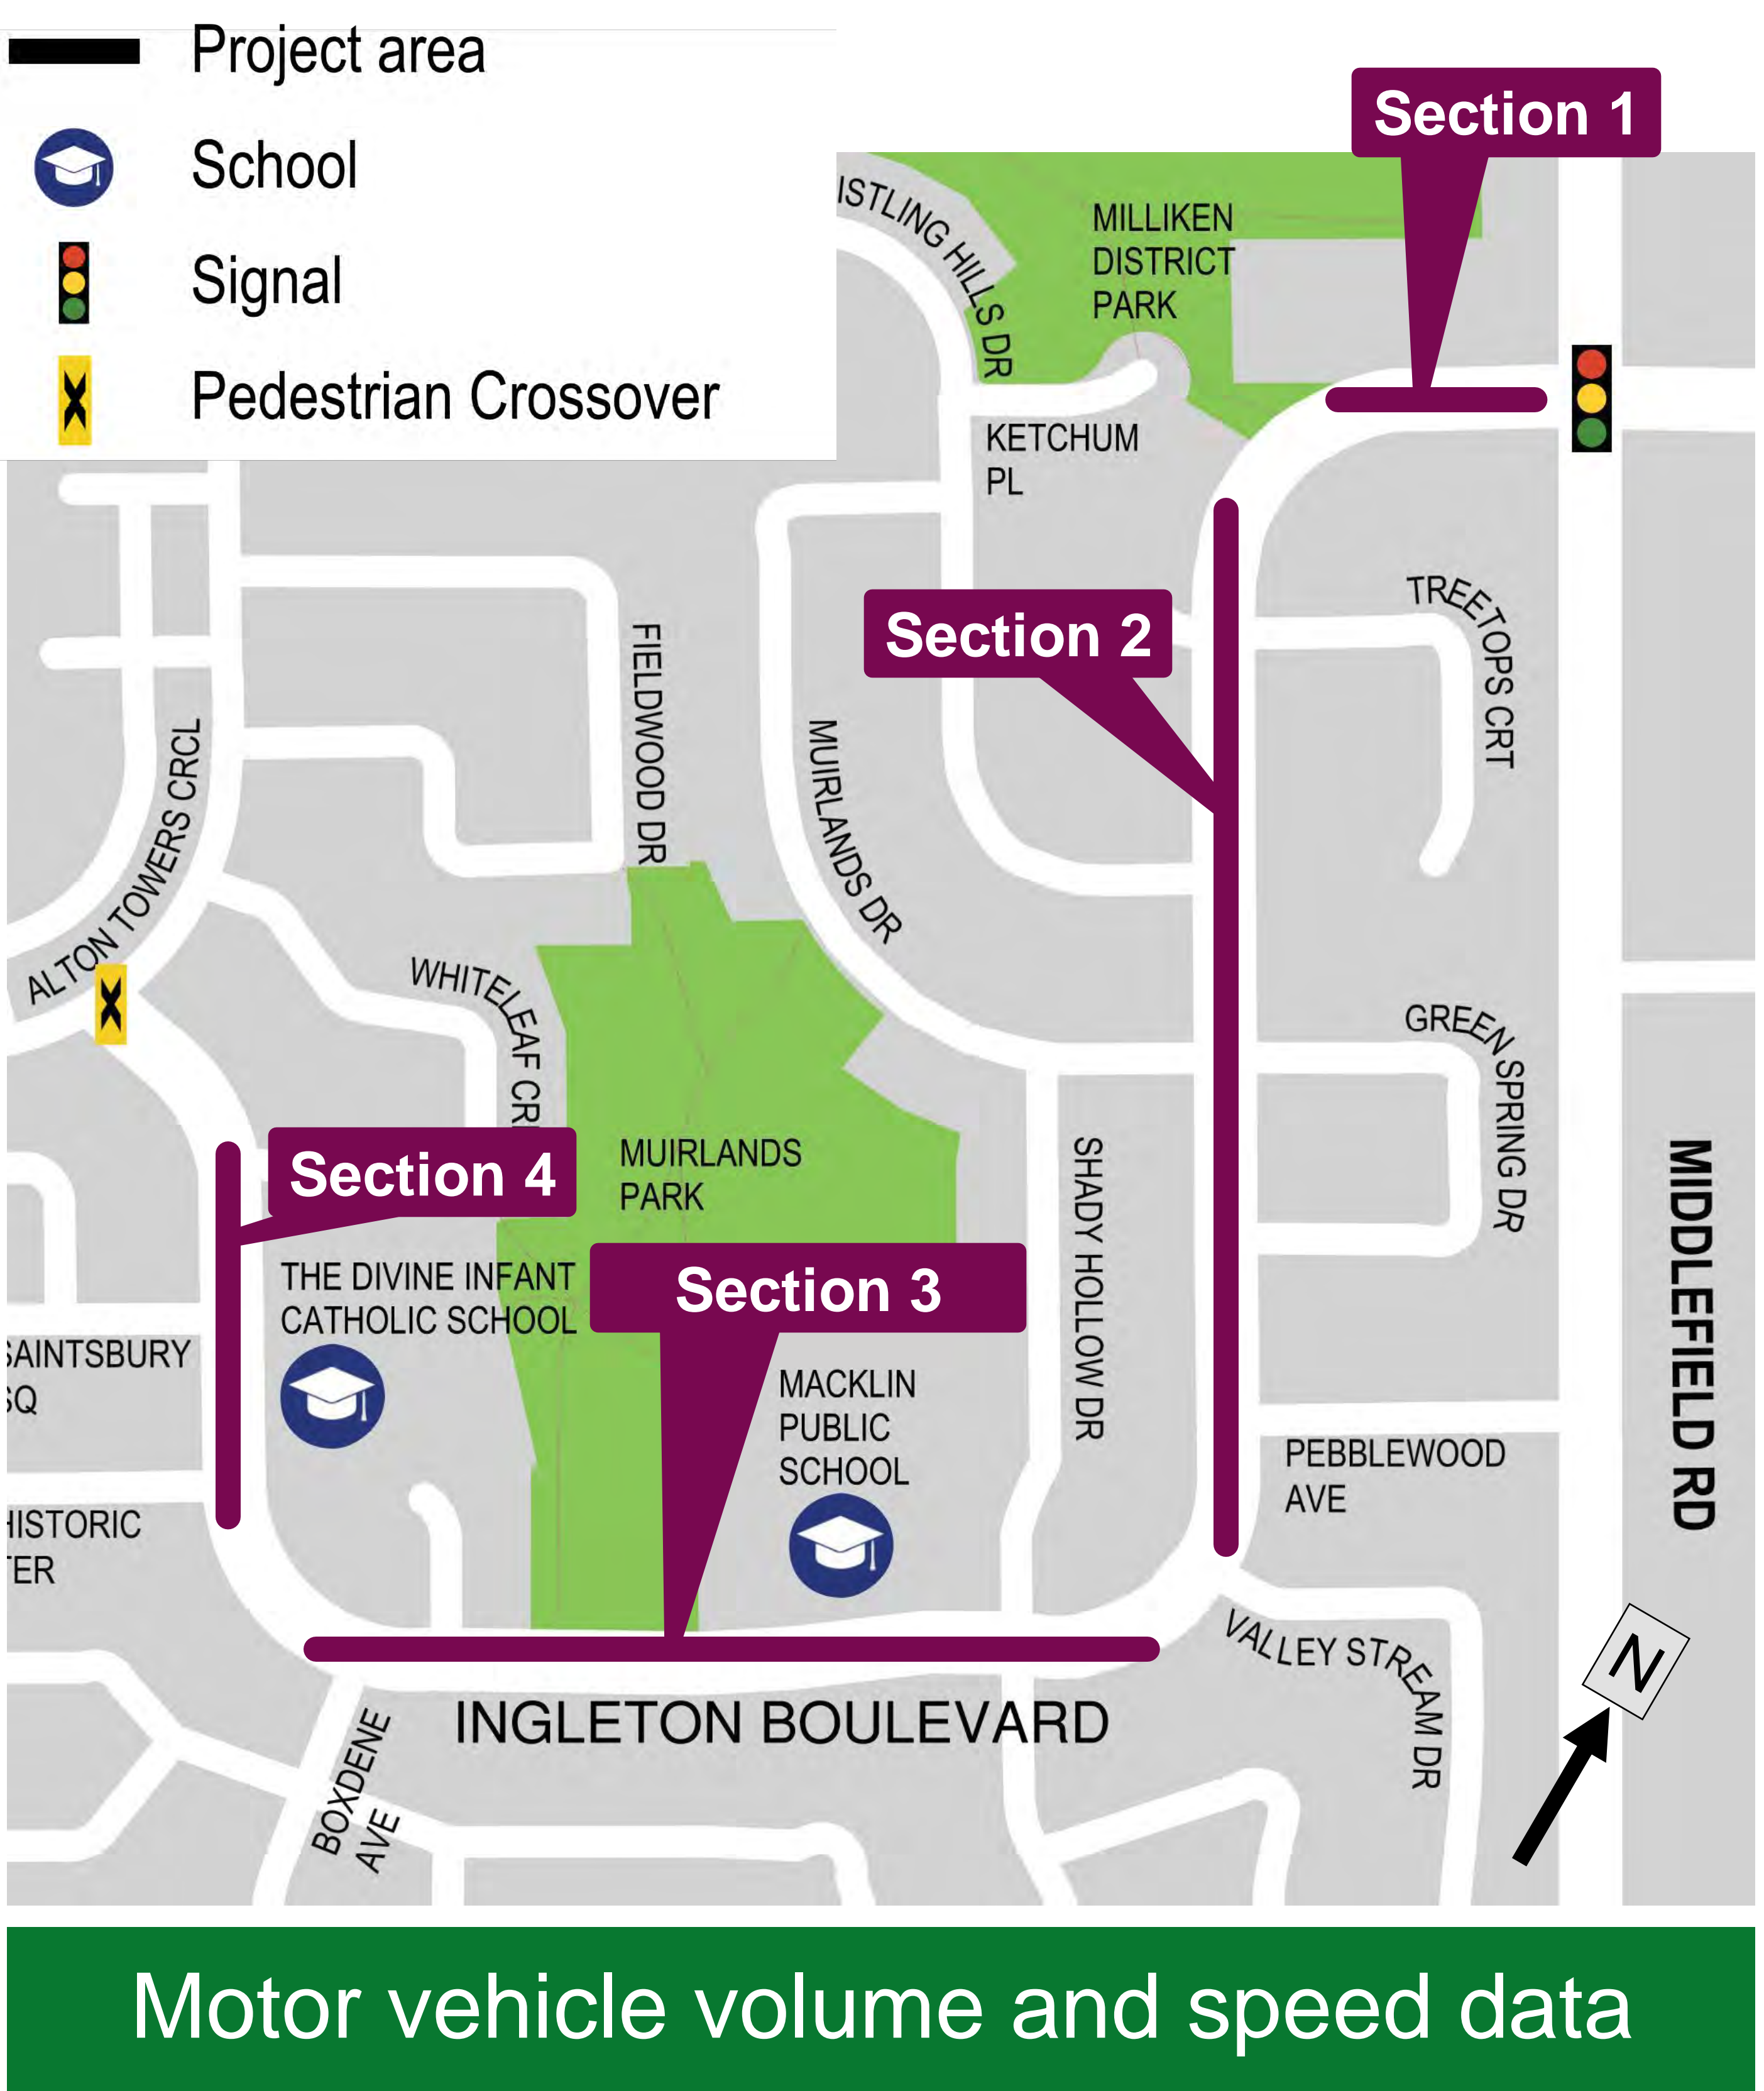 Project area
School
Signal
Pedestrian Crossover
Section 1
ISTLING HILLS DR
MILLIKEN
DISTRICT
PARK
KETCHUM
PL
Section 2
TREETOPS CRT
FIELDWOOD DR
MUIRLANDS DR
ALTON TOWERS CRCL
WHITELEAF CR
GREEN SPRING DR
Section 4
MUIRLANDS
PARK
SHADY HOLLOW DR
MIDDLEFIELD RD
THE DIVINE INFANT
CATHOLIC SCHOOL
Section 3
SAINTSBURY
SQ
MACKLIN
PUBLIC
SCHOOL
PEBBLEWOOD
AVE
HISTORIC
TER
VALLEY STREAM DR
N
INGLETON BOULEVARD
BOXDENE
AVE
Motor vehicle volume and speed data